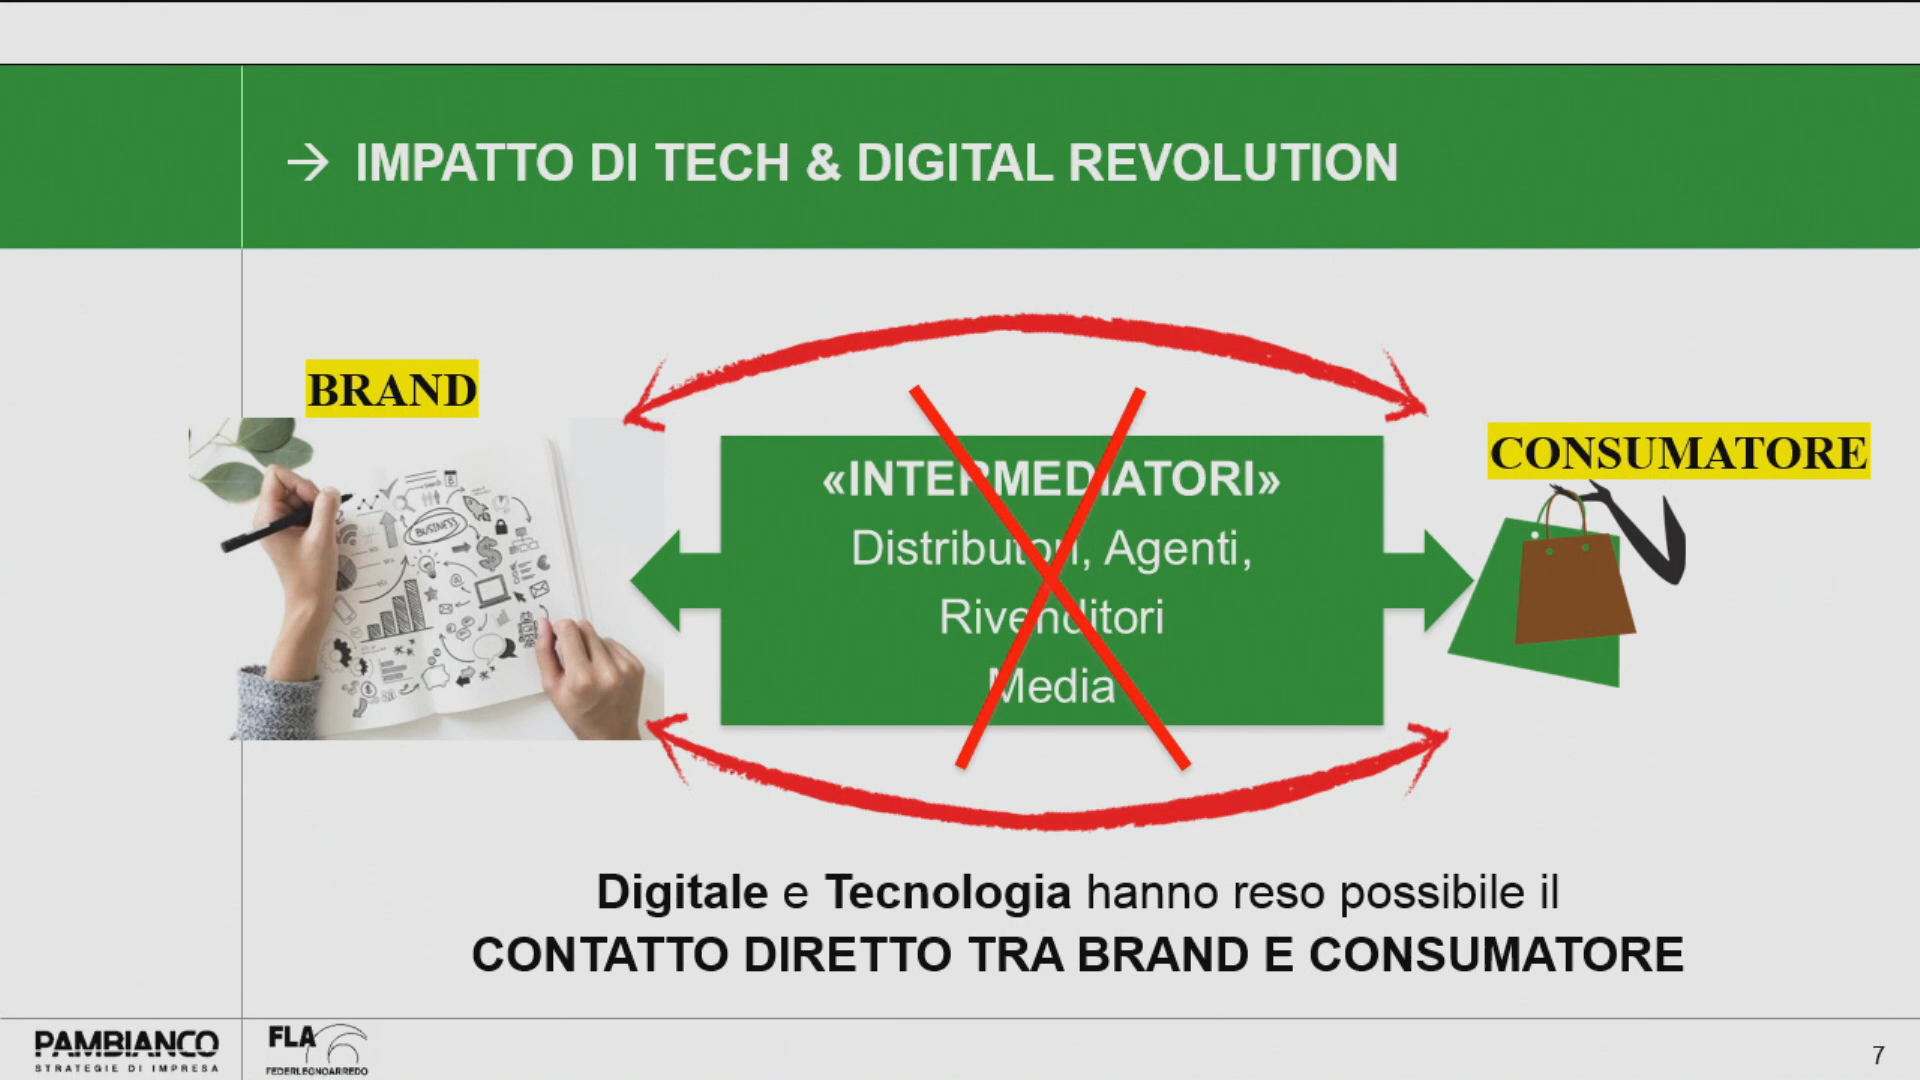 → IMPATTO DI TECH & DIGITAL REVOLUTION
BRAND
CONSUMATORE
BUSINESS
«INTERMEDIATORI»
Distributori, Agenti,
Rivenditori
Media
Digitale e Tecnologia hanno reso possibile il
CONTATTO DIRETTO TRA BRAND E CONSUMATORE
PAMBIANCO
STRATEGIE DI IMPRESA
FLA
FEDERLEGNOARREDO
7